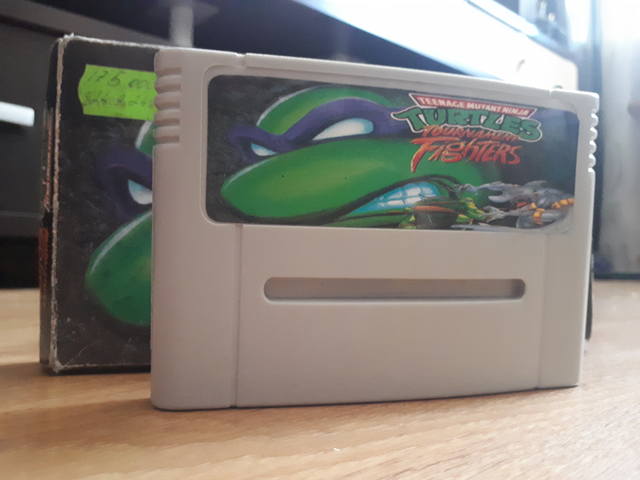 TEENAGE MUTANT NINJA
TURTLES
TOURNAMENT
FIGHTERS